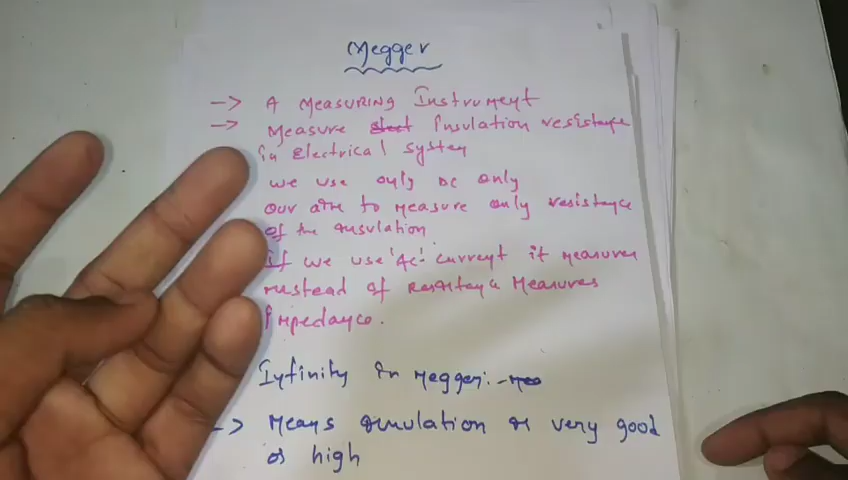 Megger
-> A Measuring Instrument
-> Measure Insulation resistance
in Electrical system
we use only DC only
our aim to Measure only resistance
of the insulation
If we use 'AC' current it measures
instead of Resistance Measures
Impedance.
Infinity in Megger:-
-> Means insulation is very good
or high